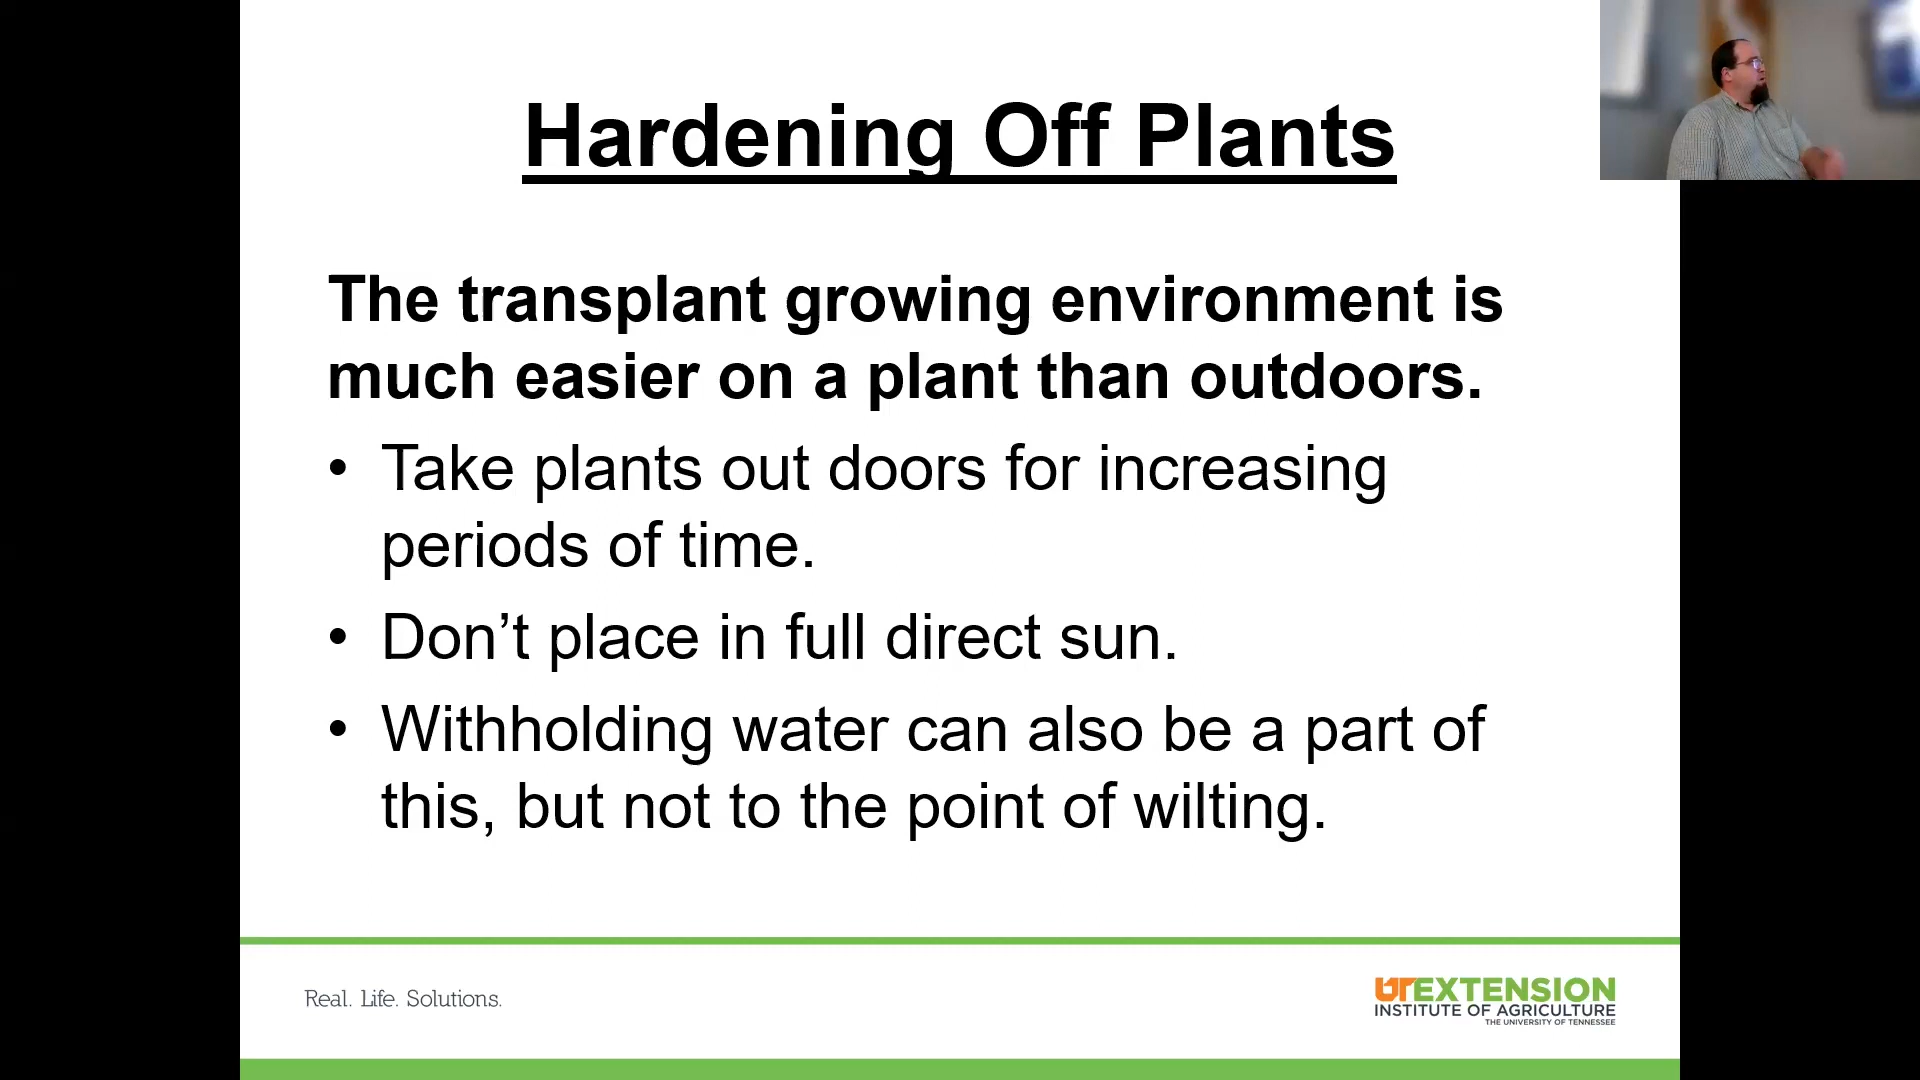 Hardening Off Plants
The transplant growing environment is
much easier on a plant than outdoors.
• Take plants out doors for increasing
periods of time.
• Don’t place in full direct sun.
• Withholding water can also be a part of
this, but not to the point of wilting.
Real. Life. Solutions.
UTEXTENSION
INSTITUTE OF AGRICULTURE
THE UNIVERSITY OF TENNESSEE